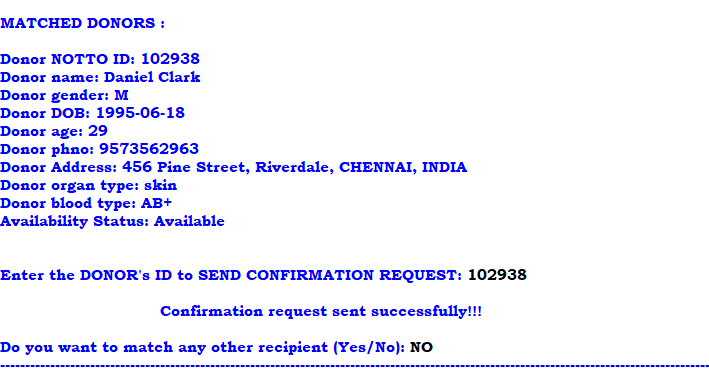 MATCHED DONORS :
Donor NOTTO ID: 102938
Donor name: Daniel Clark
Donor gender: M
Donor DOB: 1995-06-18
Donor age: 29
Donor phno: 9573562963
Donor Address: 456 Pine Street, Riverdale, CHENNAI, INDIA
Donor organ type: skin
Donor blood type: AB+
Availability Status: Available
Enter the DONOR's ID to SEND CONFIRMATION REQUEST: 102938
Confirmation request sent successfully!!!
Do you want to match any other recipient (Yes/No): NO